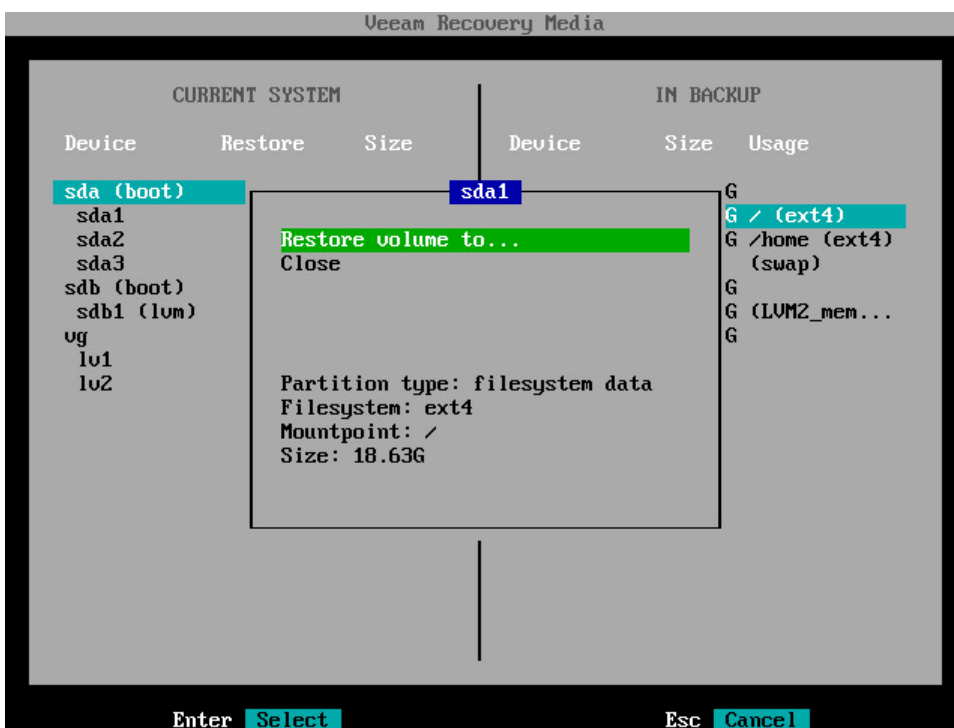 Veeam Recovery Media
CURRENT SYSTEM IN BACKUP
Device Restore Size Device Size Usage
sda (boot) G
sda1 G / (ext4)
sda2 G /home (ext4)
sda3 (swap)
sdb (boot) G
sdb1 (lvm) G (LVM2_mem...
vg G
lv1
lv2
sda1
Restore volume to...
Close
Partition type: filesystem data
Filesystem: ext4
Mountpoint: /
Size: 18.63G
Enter Select Esc Cancel